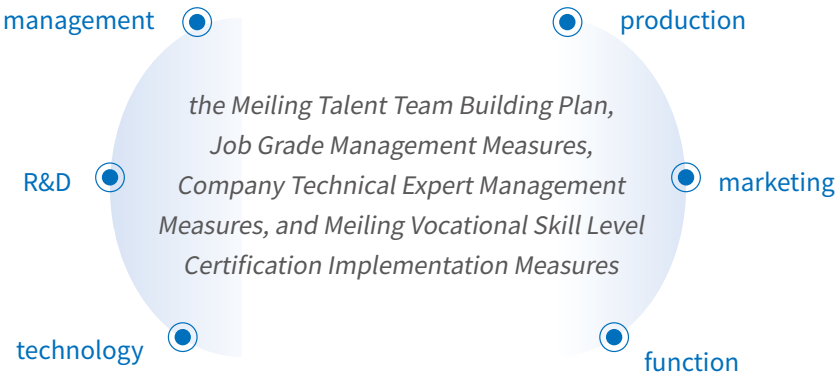 management
production
the Meiling Talent Team Building Plan,
Job Grade Management Measures,
Company Technical Expert Management
Measures, and Meiling Vocational Skill Level
Certification Implementation Measures
R&D
marketing
technology
function